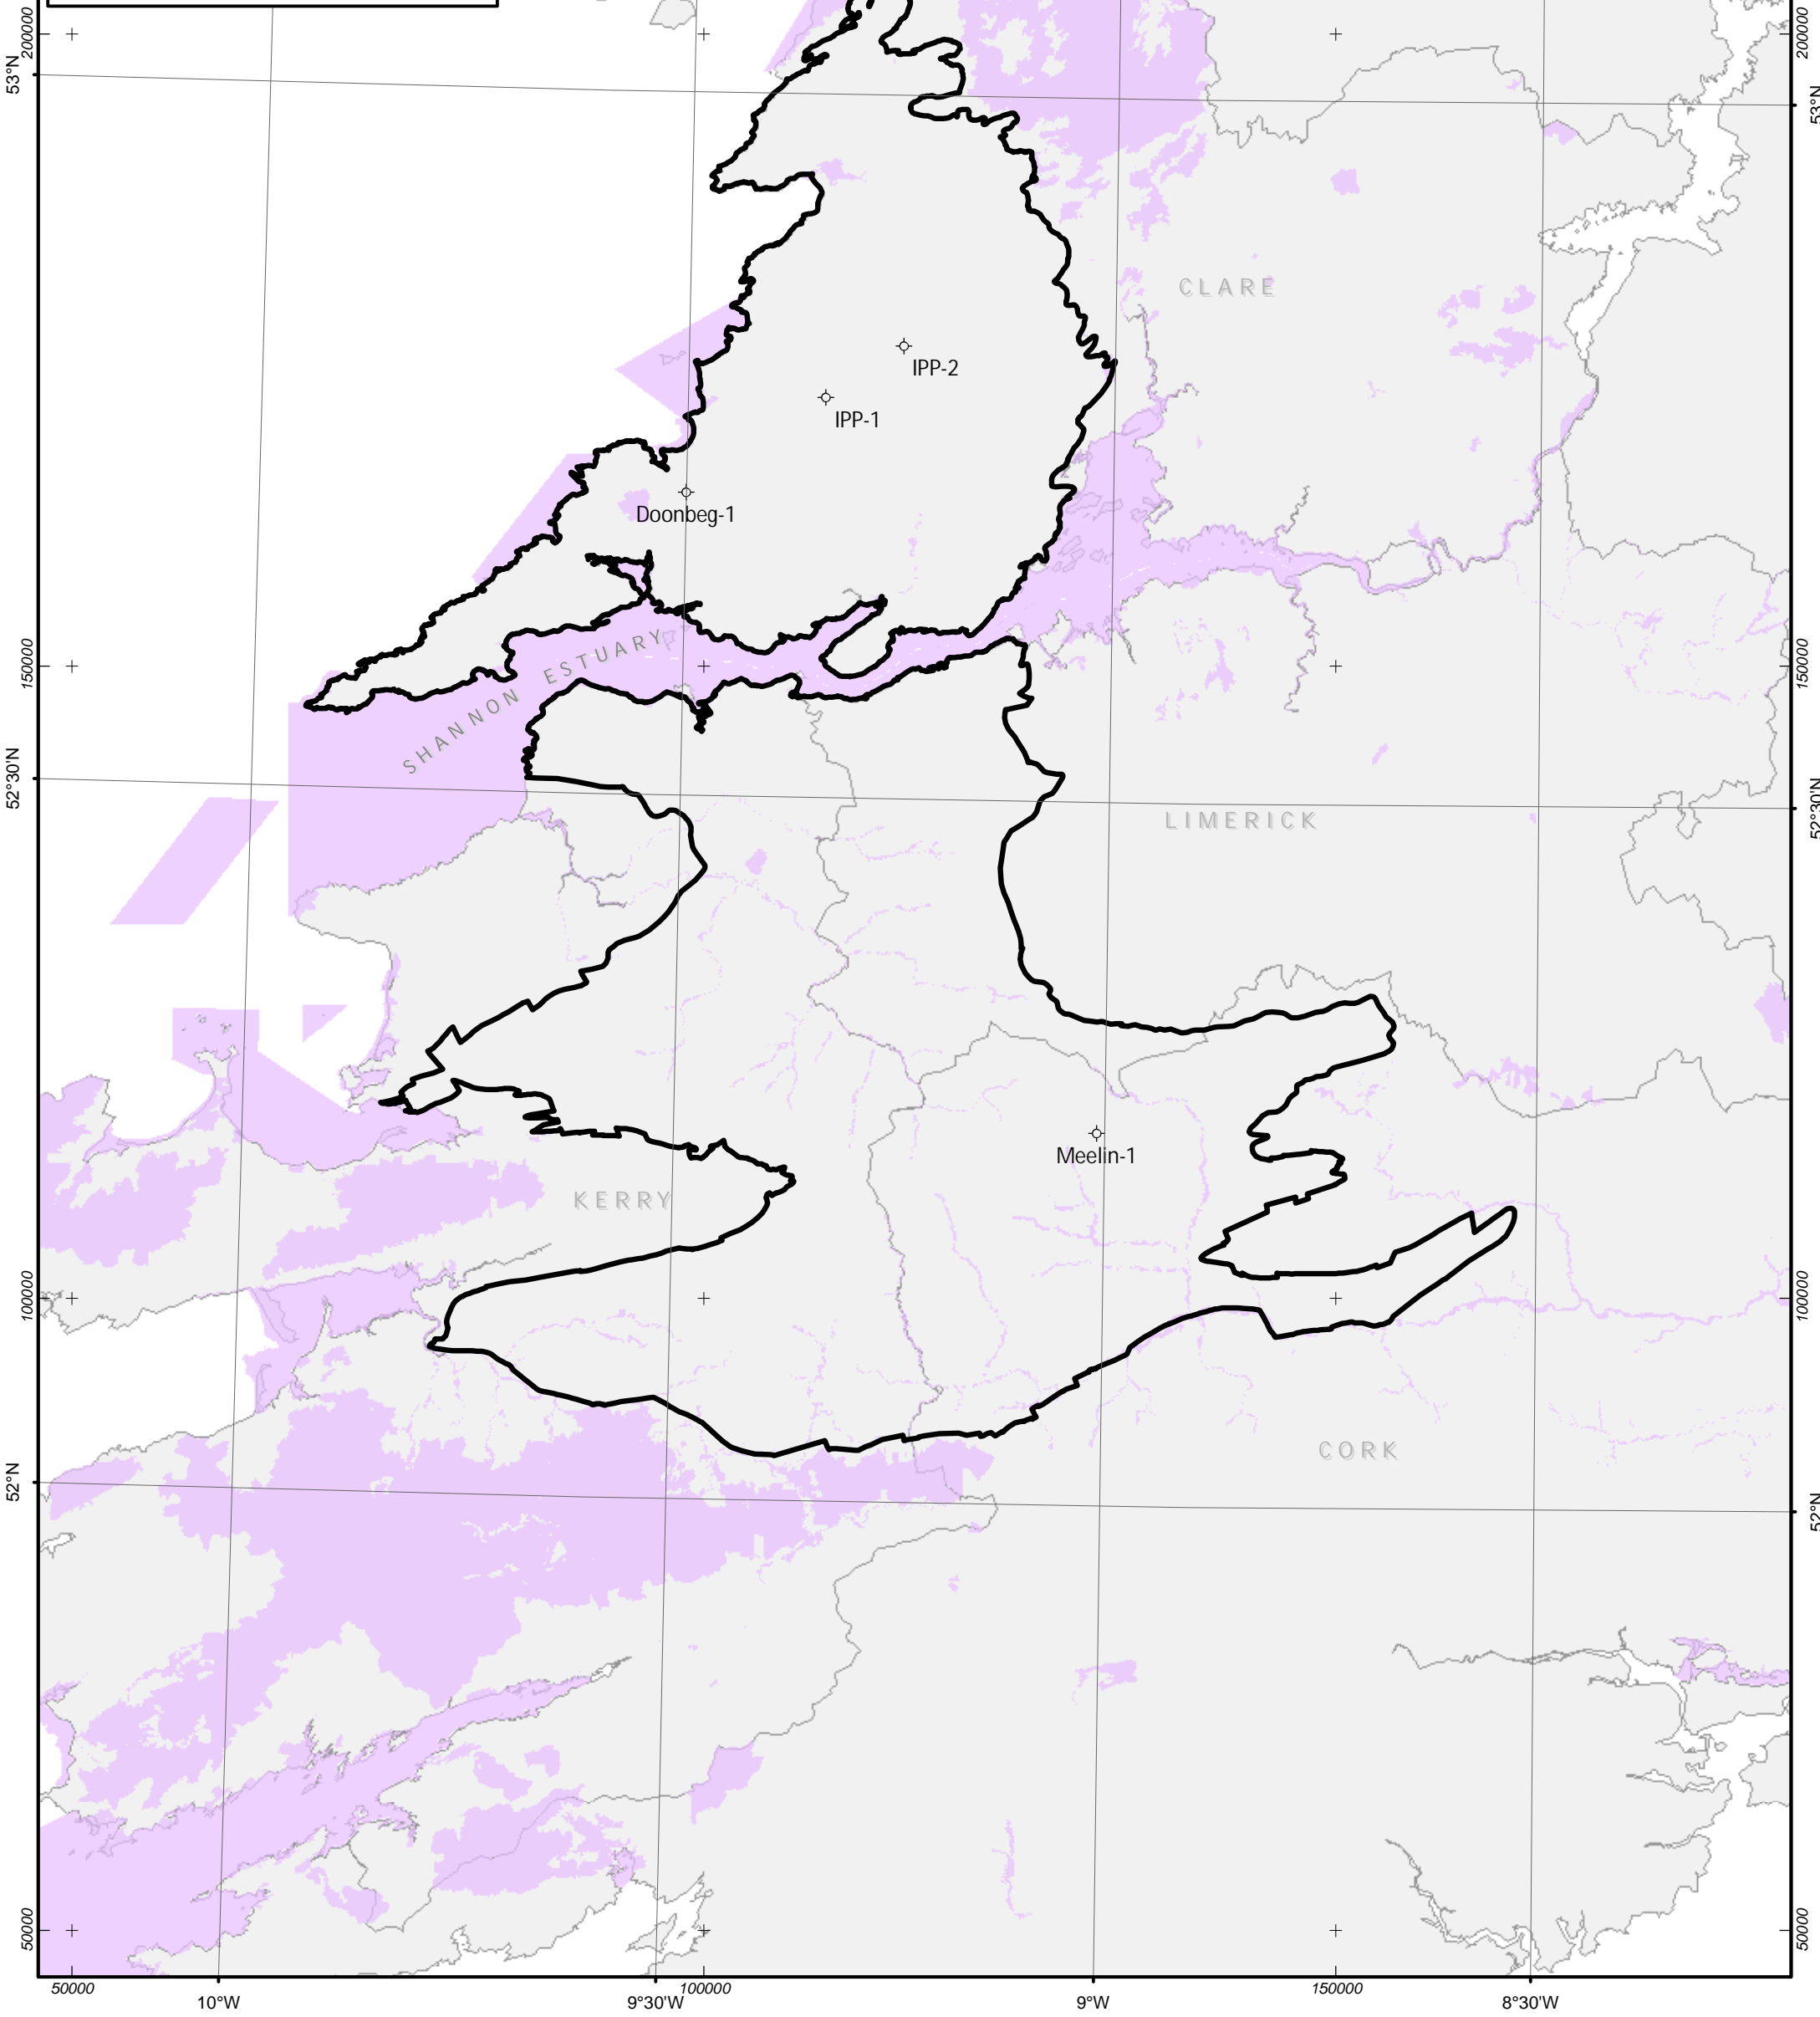 200000
200000
53°N
53°N
CLARE
IPP-2
IPP-1
Doonbeg-1
SHANNON ESTUARY
150000
150000
52°30'N
52°30'N
LIMERICK
Meelin-1
KERRY
100000
100000
CORK
52°N
52°N
50000
50000
50000
100000
150000
10°W
9°30'W
9°W
8°30'W